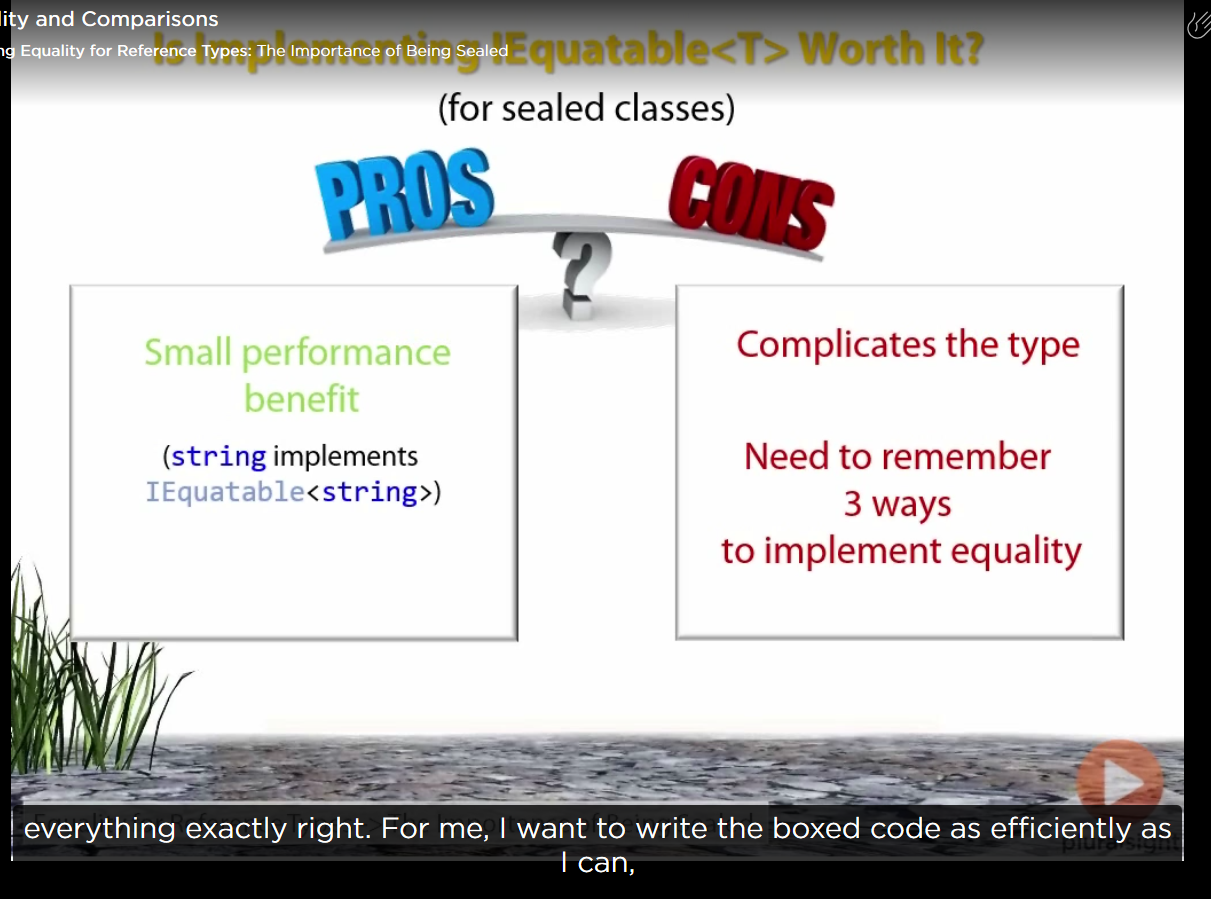 ity and Comparisons
ng Equality for Reference Types: The Importance of Being Sealed
Is Implementing IEquatable<T> Worth It?
(for sealed classes)
PROS
CONS
?
Small performance
benefit
(string implements
IEquatable<string>)
Complicates the type
Need to remember
3 ways
to implement equality
everything exactly right. For me, I want to write the boxed code as efficiently as
I can,
pluralsight